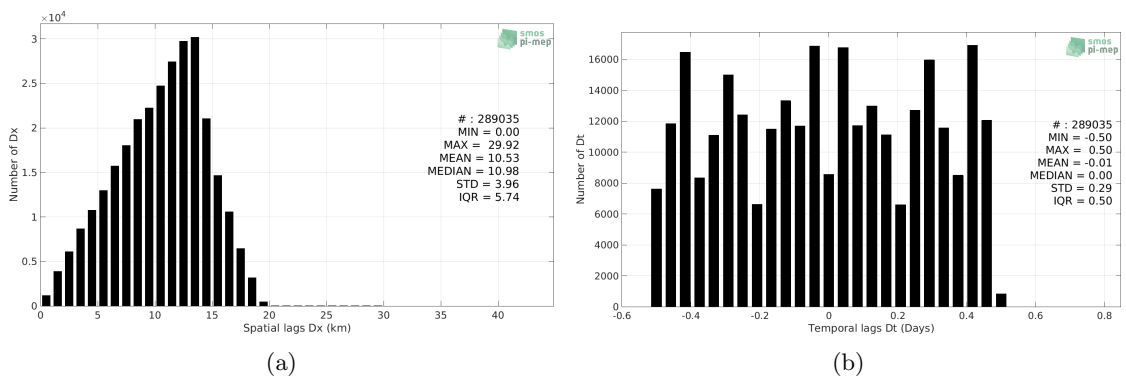 ×10⁴
3
2.5
2
1.5
1
0.5
0
Number of Dx
smos
pi-mep
# : 289035
MIN = 0.00
MAX = 29.92
MEAN = 10.53
MEDIAN = 10.98
STD = 3.96
IQR = 5.74
0 5 10 15 20 25 30 35 40
Spatial lags Dx (km)
(a)
16000
14000
12000
10000
8000
6000
4000
2000
0
Number of Dt
smos
pi-mep
# : 289035
MIN = -0.50
MAX = 0.50
MEAN = -0.01
MEDIAN = 0.00
STD = 0.29
IQR = 0.50
-0.6 -0.4 -0.2 0 0.2 0.4 0.6 0.8
Temporal lags Dt (Days)
(b)